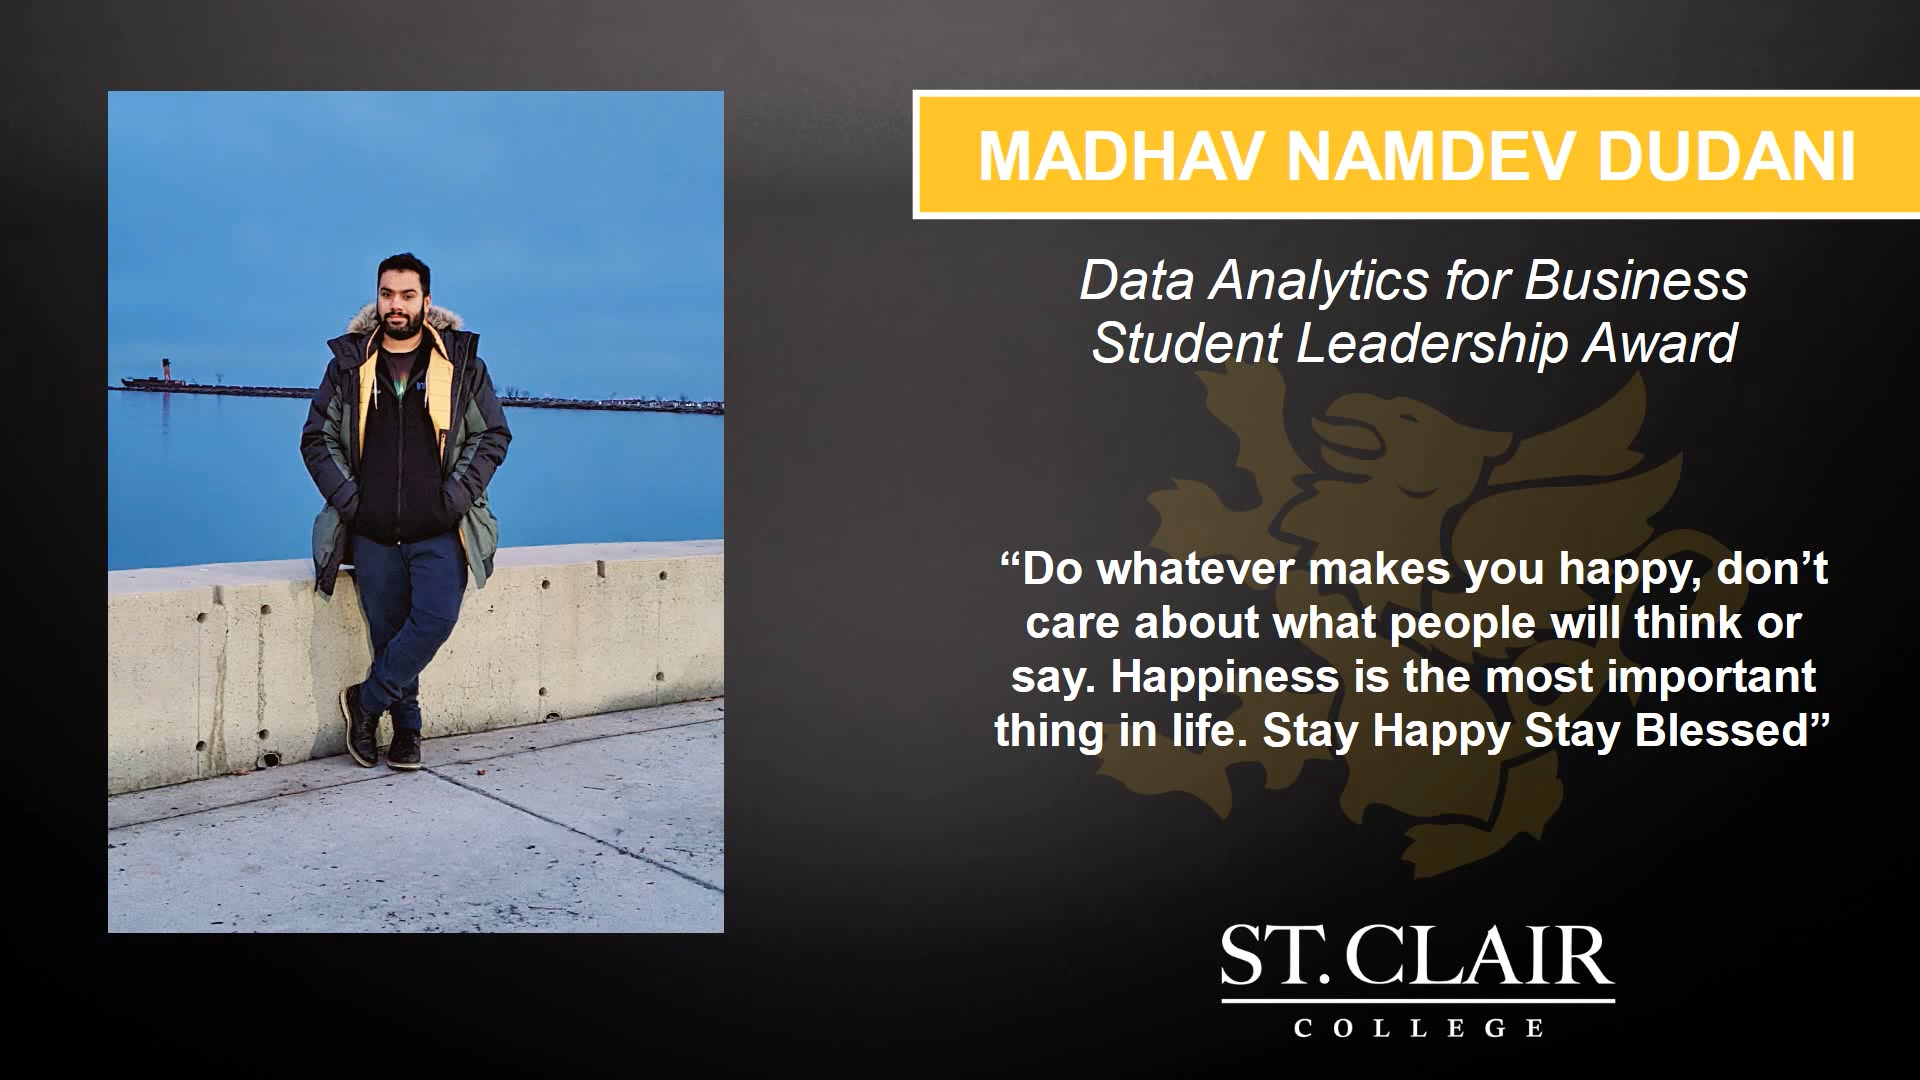 MADHAV NAMDEV DUDANI
Data Analytics for Business
Student Leadership Award
“Do whatever makes you happy, don’t
care about what people will think or
say. Happiness is the most important
thing in life. Stay Happy Stay Blessed”
ST. CLAIR
COLLEGE